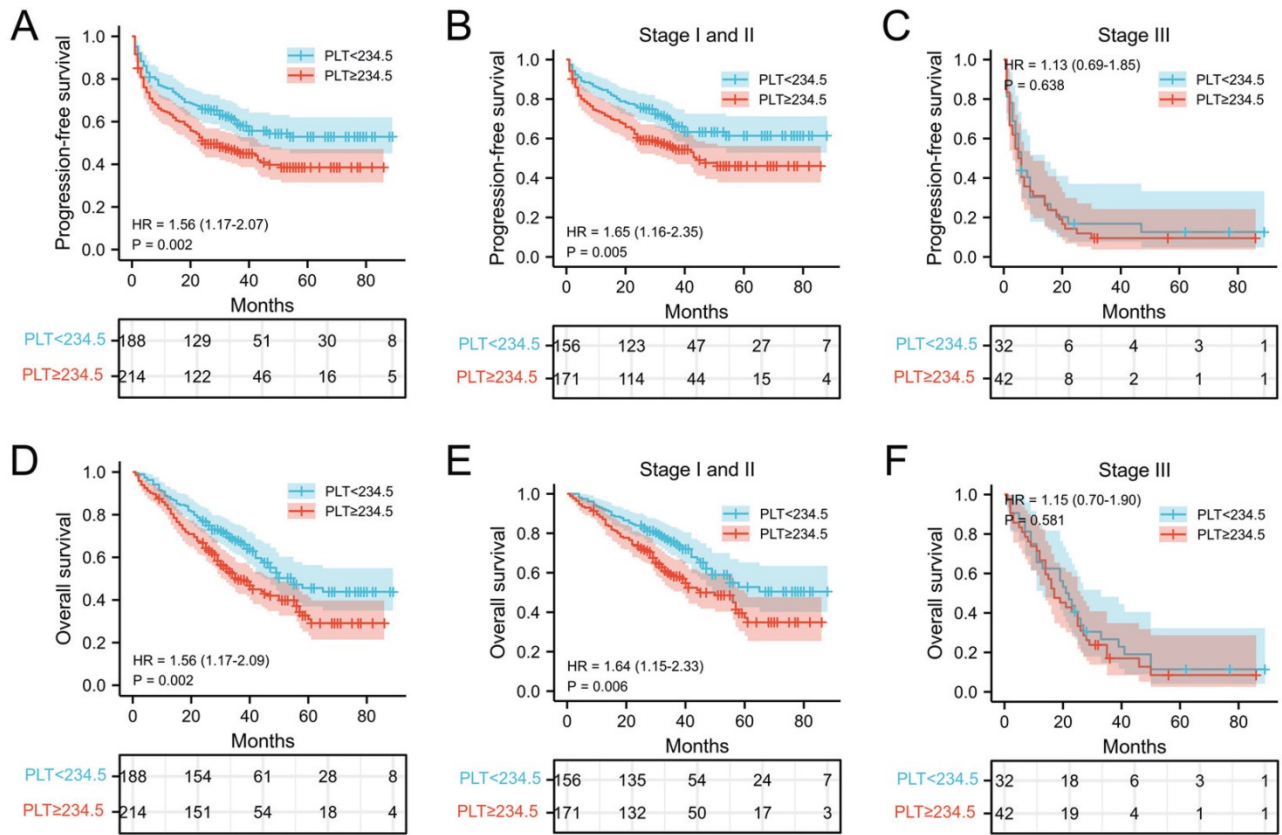 A
Progression-free survival
1.0
0.8
0.6
0.4
0.2
0.0
PLT<234.5
PLT≥234.5
HR = 1.56 (1.17-2.07)
P = 0.002
0 20 40 60 80
Months
PLT<234.5 188 129 51 30 8
PLT≥234.5 214 122 46 16 5
B
Stage I and II
Progression-free survival
1.0
0.8
0.6
0.4
0.2
0.0
PLT<234.5
PLT≥234.5
HR = 1.65 (1.16-2.35)
P = 0.005
0 20 40 60 80
Months
PLT<234.5 156 123 47 27 7
PLT≥234.5 171 114 44 15 4
C
Stage III
Progression-free survival
1.0
0.8
0.6
0.4
0.2
0.0
HR = 1.13 (0.69-1.85)
P = 0.638
PLT<234.5
PLT≥234.5
0 20 40 60 80
Months
PLT<234.5 32 6 4 3 1
PLT≥234.5 42 8 2 1 1
D
Overall survival
1.0
0.8
0.6
0.4
0.2
0.0
PLT<234.5
PLT≥234.5
HR = 1.56 (1.17-2.09)
P = 0.002
0 20 40 60 80
Months
PLT<234.5 188 154 61 28 8
PLT≥234.5 214 151 54 18 4
E
Stage I and II
Overall survival
1.0
0.8
0.6
0.4
0.2
0.0
PLT<234.5
PLT≥234.5
HR = 1.64 (1.15-2.33)
P = 0.006
0 20 40 60 80
Months
PLT<234.5 156 135 54 24 7
PLT≥234.5 171 132 50 17 3
F
Stage III
Overall survival
1.0
0.8
0.6
0.4
0.2
0.0
HR = 1.15 (0.70-1.90)
P = 0.581
PLT<234.5
PLT≥234.5
0 20 40 60 80
Months
PLT<234.5 32 18 6 3 1
PLT≥234.5 42 19 4 1 1